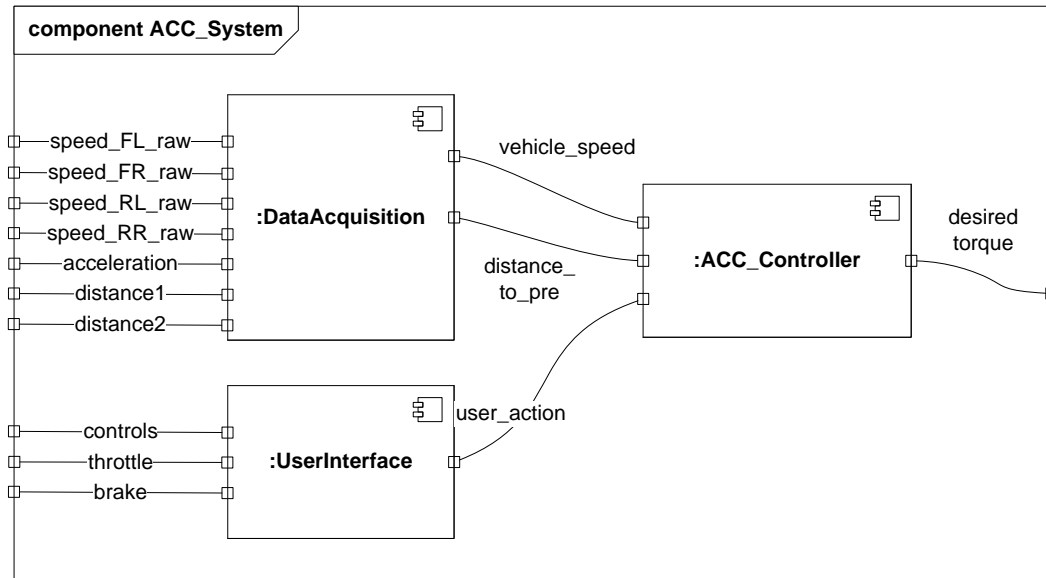 component ACC_System
speed_FL_raw
speed_FR_raw
speed_RL_raw
speed_RR_raw
acceleration
distance1
distance2
:DataAcquisition
vehicle_speed
distance_
to_pre
:ACC_Controller
desired
torque
controls
throttle
brake
:UserInterface
user_action